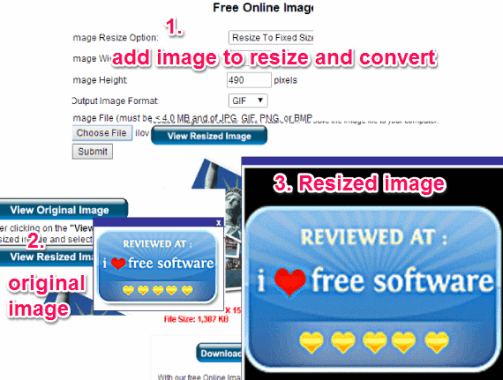 Free Online Imag
1.
mage Resize Option: Resize To Fixed Size
add image to resize and convert
mage Wi
mage Height: 490 pixels
Output Image Format: GIF
mage File (must be < 4.0 MB and of JPG, GIF, PNG, or BMP
to save the image file to your computer.
Choose File ilov
View Resized Image
Submit
3. Resized image
View Original Image
er clicking on the "View
sized image and select
2.
View Resized Ima
original
image
x
REVIEWED AT :
i free software
X 15
File Size: 1,307 KB
REVIEWED AT :
i free software
Downloa
With our free Online Ima